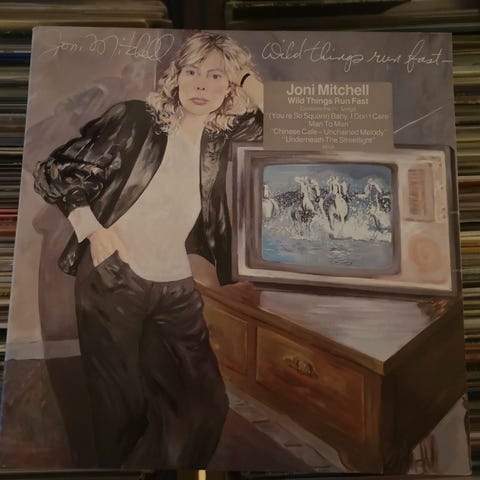 Joni Mitchell
Wild things run fast
Joni Mitchell
Wild Things Run Fast
(You're So Square) Baby, I Don't Care
Man To Man
"Chinese Cafe – Unchained Melody"
"Underneath The Streetlight"